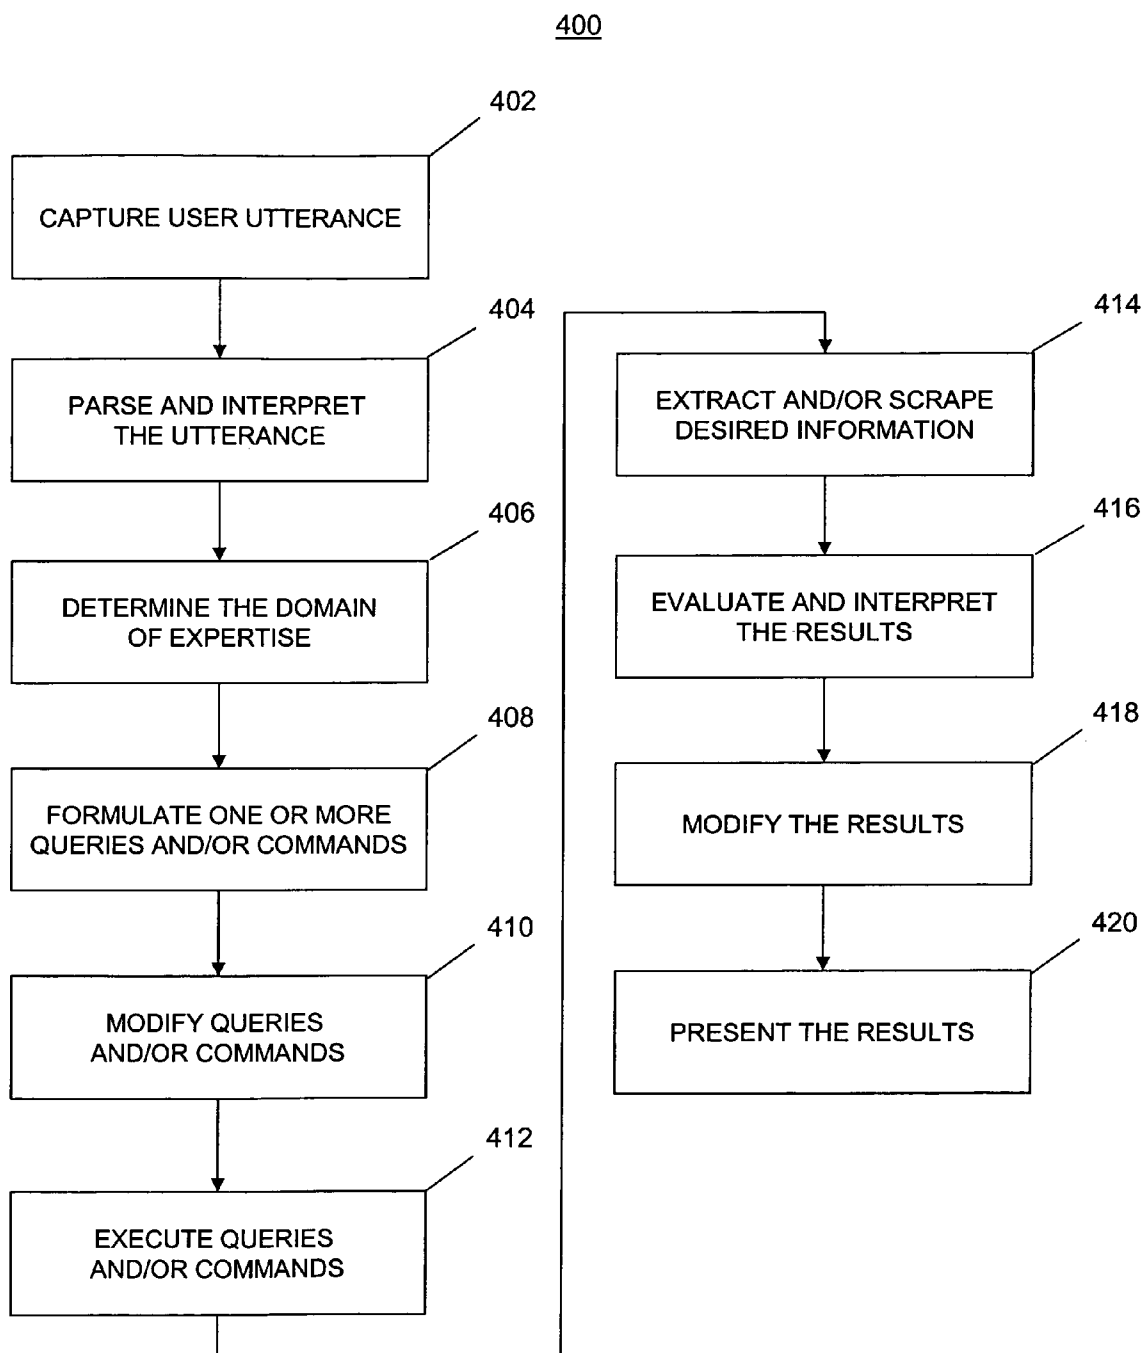 400
402
CAPTURE USER UTTERANCE
404
PARSE AND INTERPRET
THE UTTERANCE
406
DETERMINE THE DOMAIN
OF EXPERTISE
408
FORMULATE ONE OR MORE
QUERIES AND/OR COMMANDS
410
MODIFY QUERIES
AND/OR COMMANDS
412
EXECUTE QUERIES
AND/OR COMMANDS
414
EXTRACT AND/OR SCRAPE
DESIRED INFORMATION
416
EVALUATE AND INTERPRET
THE RESULTS
418
MODIFY THE RESULTS
420
PRESENT THE RESULTS